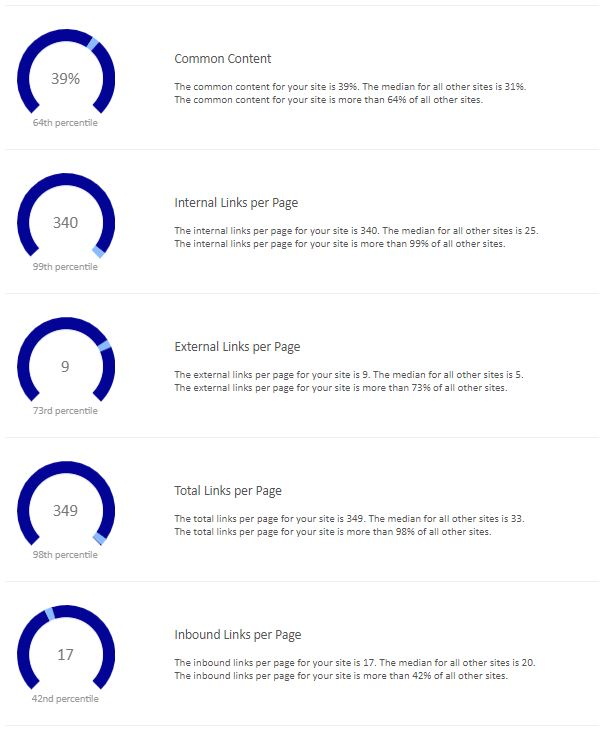 39%
64th percentile
Common Content
The common content for your site is 39%. The median for all other sites is 31%.
The common content for your site is more than 64% of all other sites.
340
99th percentile
Internal Links per Page
The internal links per page for your site is 340. The median for all other sites is 25.
The internal links per page for your site is more than 99% of all other sites.
9
73rd percentile
External Links per Page
The external links per page for your site is 9. The median for all other sites is 5.
The external links per page for your site is more than 73% of all other sites.
349
98th percentile
Total Links per Page
The total links per page for your site is 349. The median for all other sites is 33.
The total links per page for your site is more than 98% of all other sites.
17
42nd percentile
Inbound Links per Page
The inbound links per page for your site is 17. The median for all other sites is 20.
The inbound links per page for your site is more than 42% of all other sites.